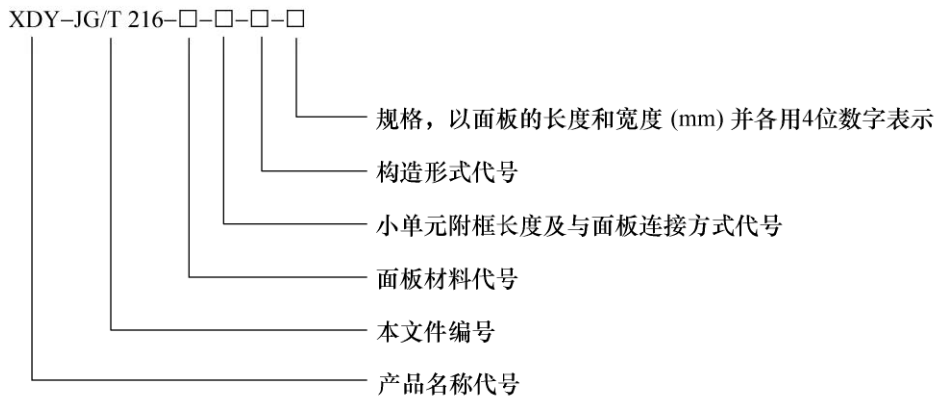 XDY–JG/T 216–□–□–□–□
规格，以面板的长度和宽度 (mm) 并各用4位数字表示
构造形式代号
小单元附框长度及与面板连接方式代号
面板材料代号
本文件编号
产品名称代号